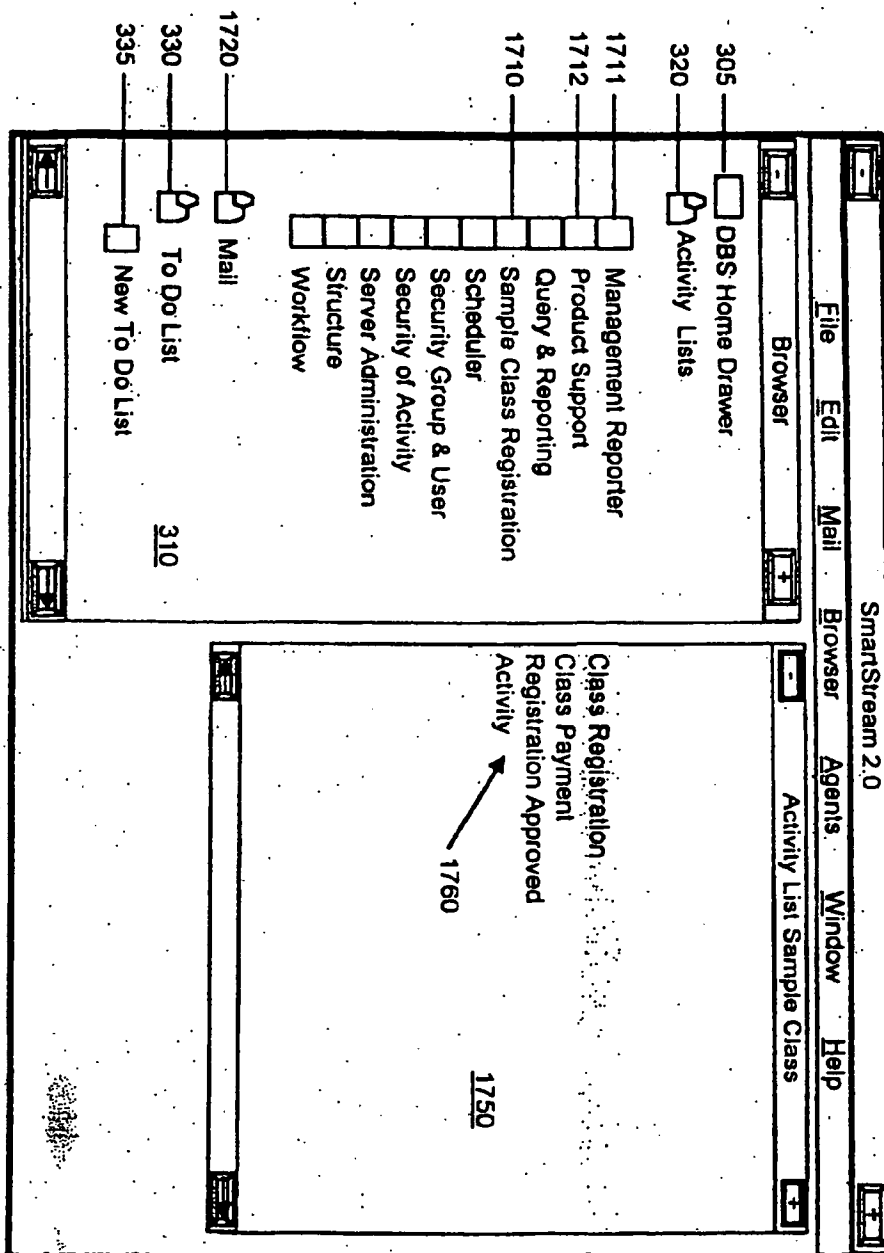 SmartStream 2.0
File Edit Mail Browser Agents Window Help
Browser
305
DBS Home Drawer
320
Activity Lists
1711
Management Reporter
1712
Product Support
Query & Reporting
1710
Sample Class Registration
Scheduler
Security Group & User
Security of Activity
Server Administration
Structure
Workflow
1720
Mail
330
To Do List
335
New To Do List
310
Activity List Sample Class
Class Registration
Class Payment
Registration Approved
Activity
1760
1750